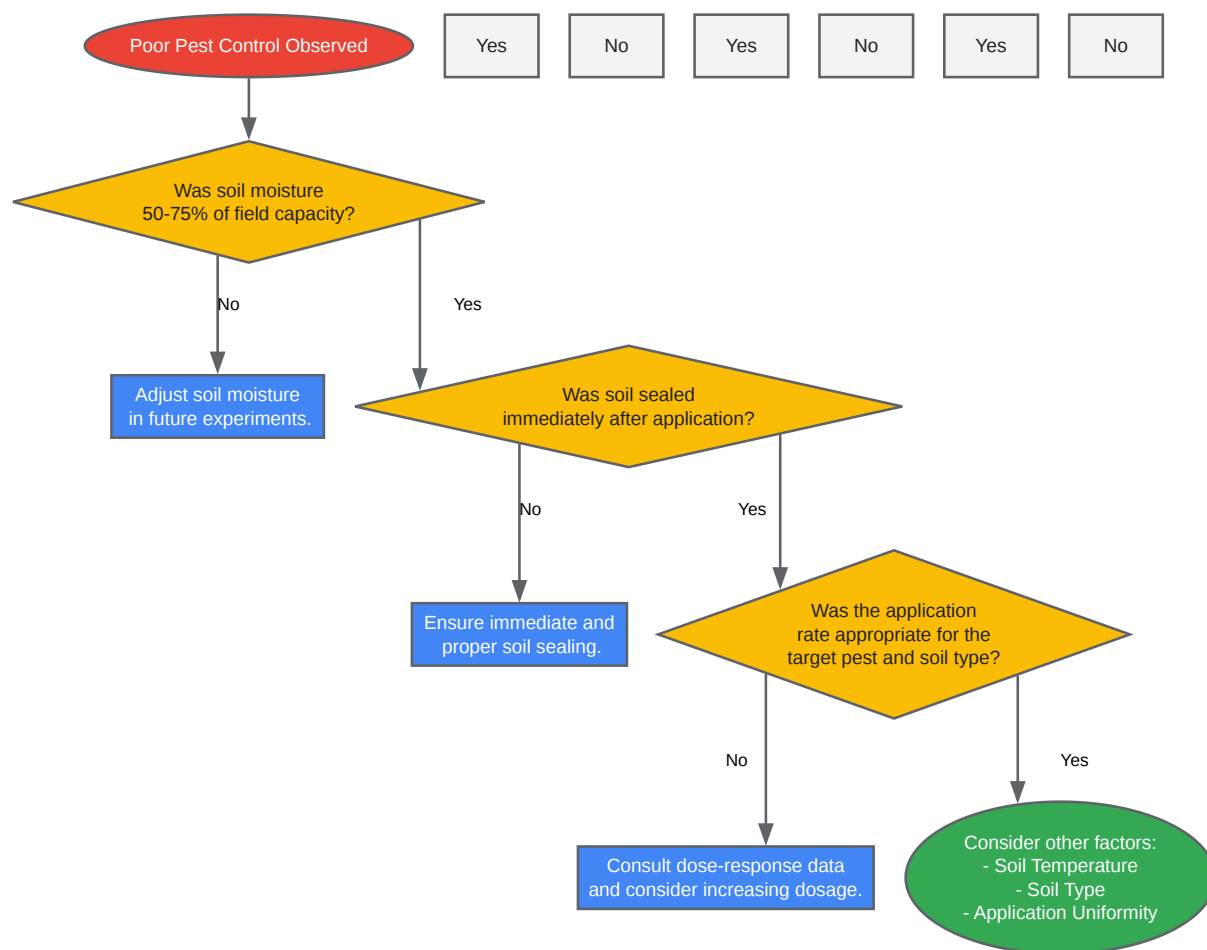 Poor Pest Control Observed
Yes
No
Yes
No
Yes
No
Was soil moisture
50-75% of field capacity?
No
Yes
Adjust soil moisture
in future experiments.
Was soil sealed
immediately after application?
No
Yes
Ensure immediate and
proper soil sealing.
Was the application
rate appropriate for the
target pest and soil type?
No
Yes
Consult dose-response data
and consider increasing dosage.
Consider other factors:
- Soil Temperature
- Soil Type
- Application Uniformity